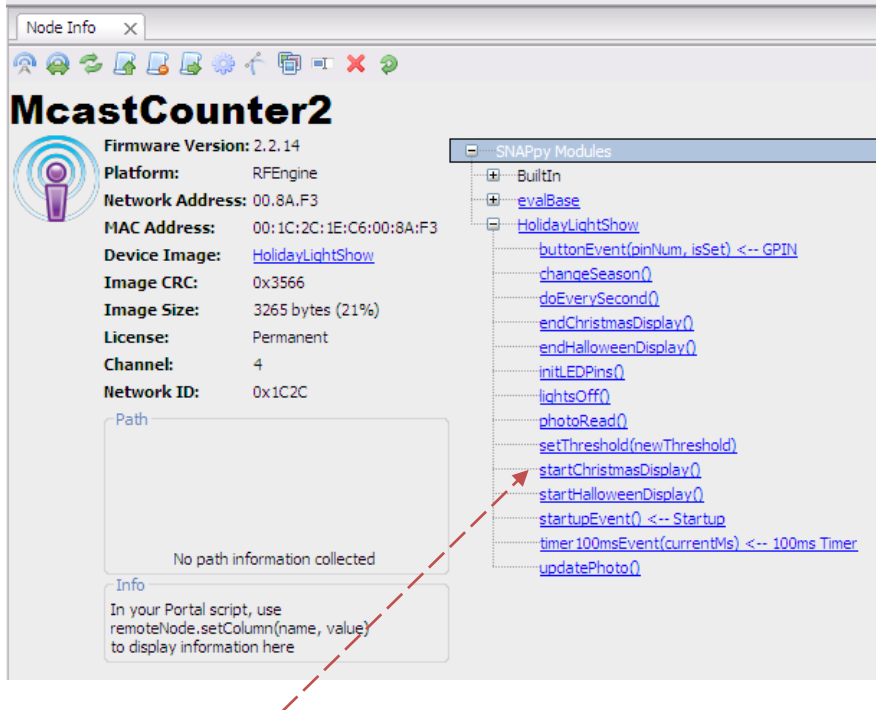 Node Info
McastCounter2
Firmware Version: 2.2.14
Platform: RFEngine
Network Address: 00.8A.F3
MAC Address: 00:1C:2C:1E:C6:00:8A:F3
Device Image: HolidayLightShow
Image CRC: 0x3566
Image Size: 3265 bytes (21%)
License: Permanent
Channel: 4
Network ID: 0x1C2C
Path
No path information collected
Info
In your Portal script, use
remoteNode.setColumn(name, value)
to display information here
SNAPpy Modules
BuiltIn
evalBase
HolidayLightShow
buttonEvent(pinNum, isSet) <-- GPIN
changeSeason()
doEverySecond()
endChristmasDisplay()
endHalloweenDisplay()
initLEDPins()
lightsOff()
photoRead()
setThreshold(newThreshold)
startChristmasDisplay()
startHalloweenDisplay()
startupEvent() <-- Startup
timer100msEvent(currentMs) <-- 100ms Timer
updatePhoto()